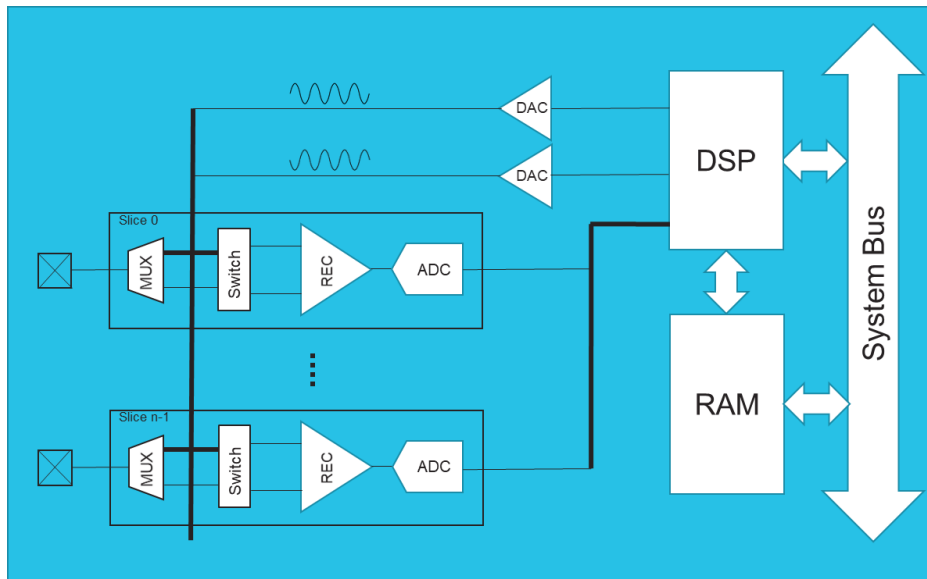 DAC
DSP
DAC
Slice 0
MUX
Switch
REC
ADC
System Bus
RAM
Slice n-1
MUX
Switch
REC
ADC